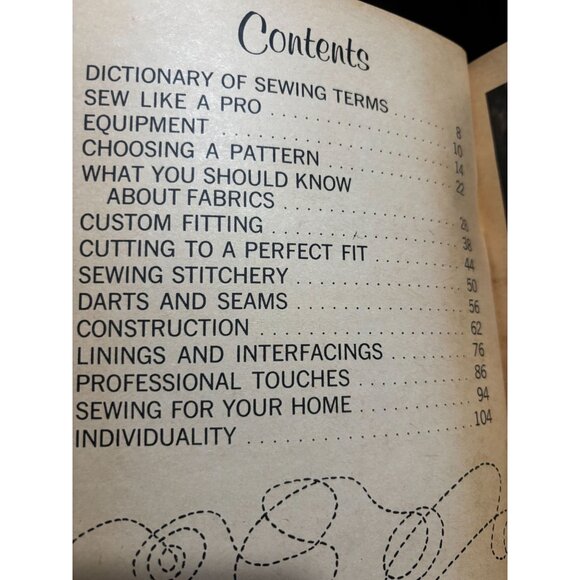 Contents
DICTIONARY OF SEWING TERMS . . . . . 8
SEW LIKE A PRO . . . . . . . . . . . . . . . . 10
EQUIPMENT . . . . . . . . . . . . . . . . . . . . 14
CHOOSING A PATTERN . . . . . . . . . . . . 22
WHAT YOU SHOULD KNOW
ABOUT FABRICS . . . . . . . . . . . . . . . . 28
CUSTOM FITTING . . . . . . . . . . . . . . . . 38
CUTTING TO A PERFECT FIT . . . . . . . . 44
SEWING STITCHERY . . . . . . . . . . . . . . 50
DARTS AND SEAMS . . . . . . . . . . . . . . 56
CONSTRUCTION . . . . . . . . . . . . . . . . . 62
LININGS AND INTERFACINGS . . . . . . . 76
PROFESSIONAL TOUCHES . . . . . . . . . . 86
SEWING FOR YOUR HOME . . . . . . . . . . 94
INDIVIDUALITY . . . . . . . . . . . . . . . . . 104